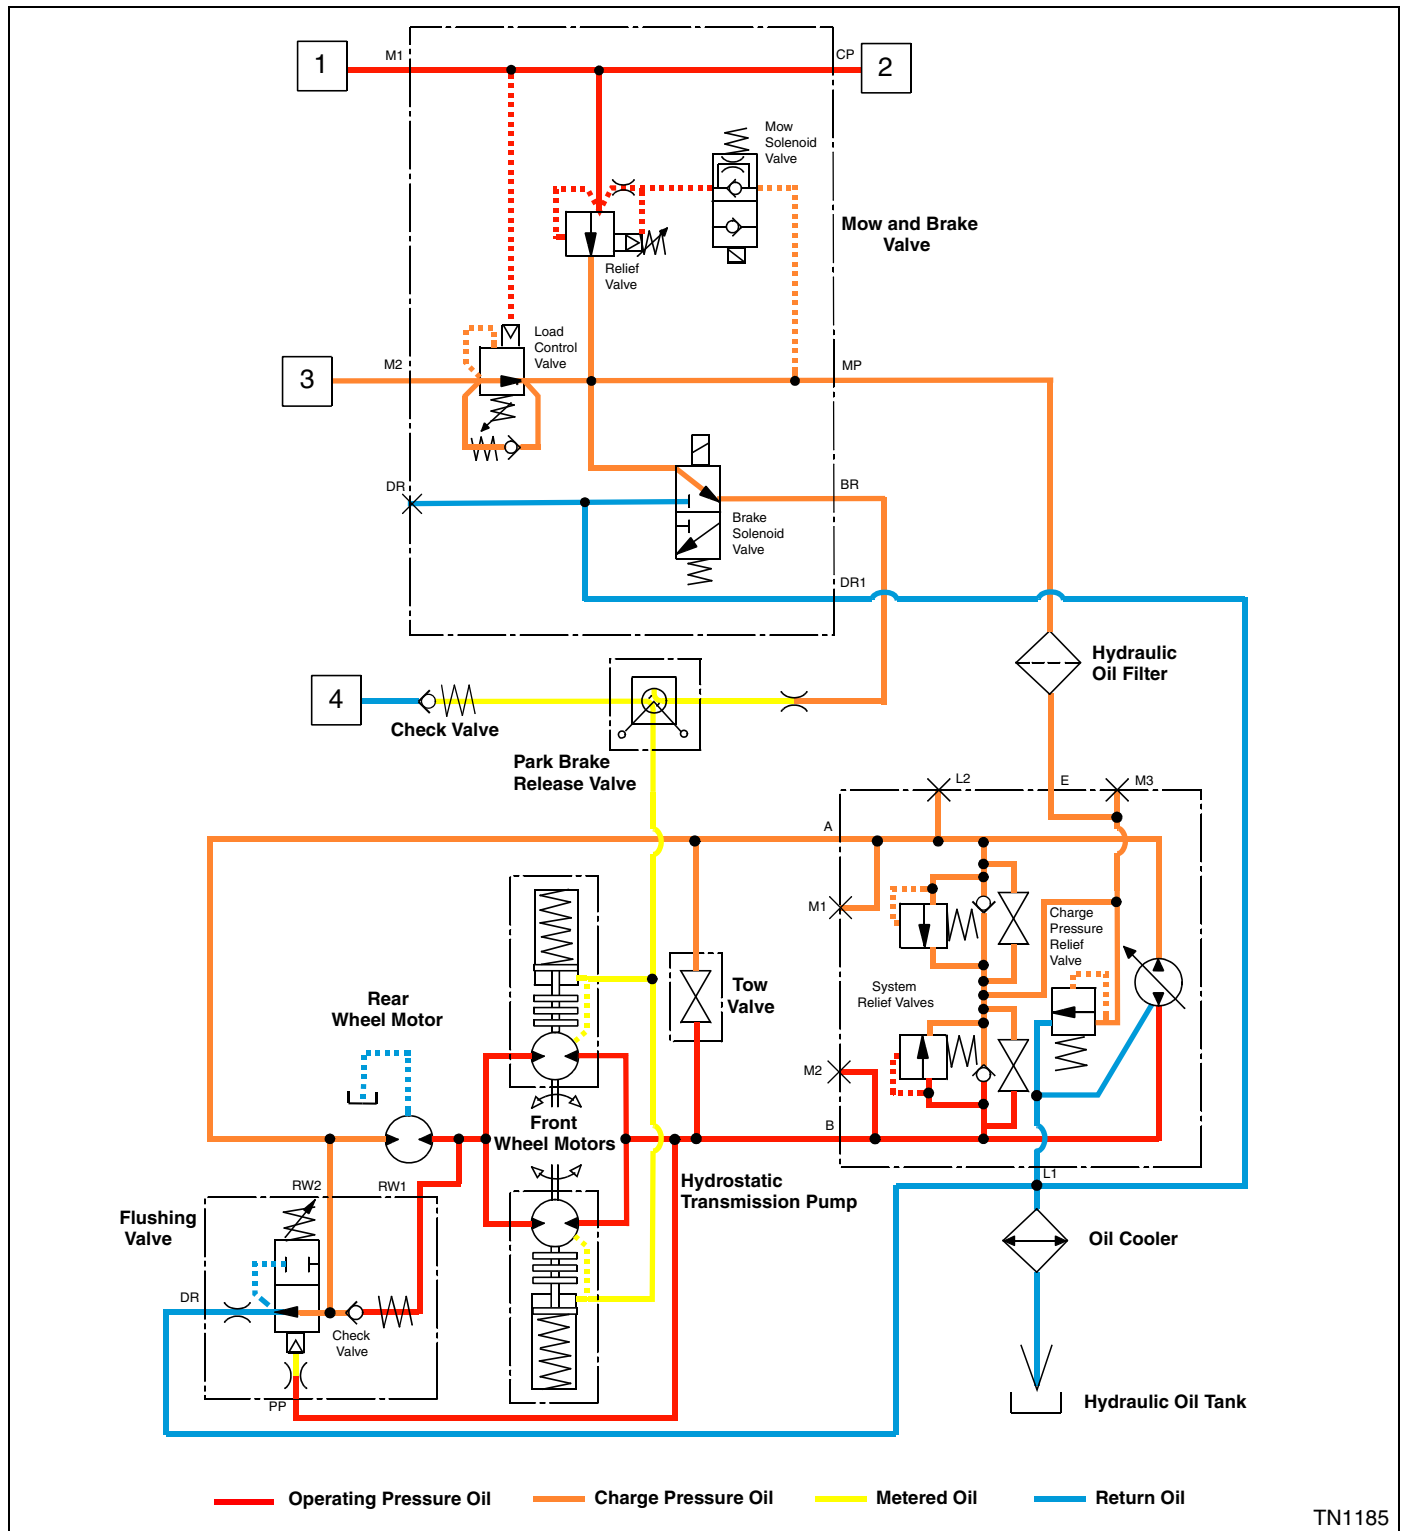 1
M1
CP
2
Mow
Solenoid
Valve
Mow and Brake
Valve
Relief
Valve
Load
Control
Valve
3
M2
MP
DR
BR
Brake
Solenoid
Valve
DR1
Hydraulic
Oil Filter
4
Check Valve
Park Brake
Release Valve
L2
E
M3
A
M1
Charge
Pressure
Relief
Valve
System
Relief Valves
Tow
Valve
Rear
Wheel Motor
M2
B
Front
Wheel Motors
L1
Hydrostatic
Transmission Pump
RW2
RW1
Flushing
Valve
Oil Cooler
DR
Check
Valve
PP
Hydraulic Oil Tank
Operating Pressure Oil
Charge Pressure Oil
Metered Oil
Return Oil
TN1185